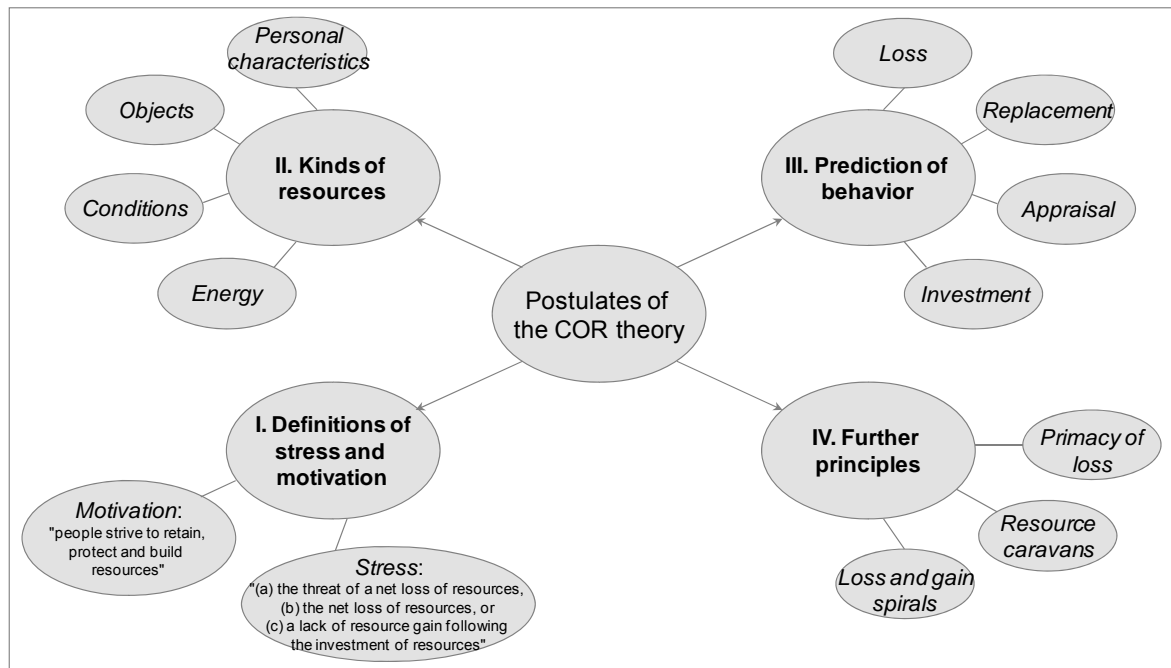 Personal
characteristics
Objects
Conditions
Energy
II. Kinds of
resources
Loss
Replacement
Appraisal
Investment
III. Prediction of
behavior
Postulates of
the COR theory
I. Definitions of
stress and
motivation
Motivation:
"people strive to retain,
protect and build
resources"
Stress:
"(a) the threat of a net loss of resources,
(b) the net loss of resources, or
(c) a lack of resource gain following
the investment of resources"
IV. Further
principles
Primacy of
loss
Resource
caravans
Loss and gain
spirals